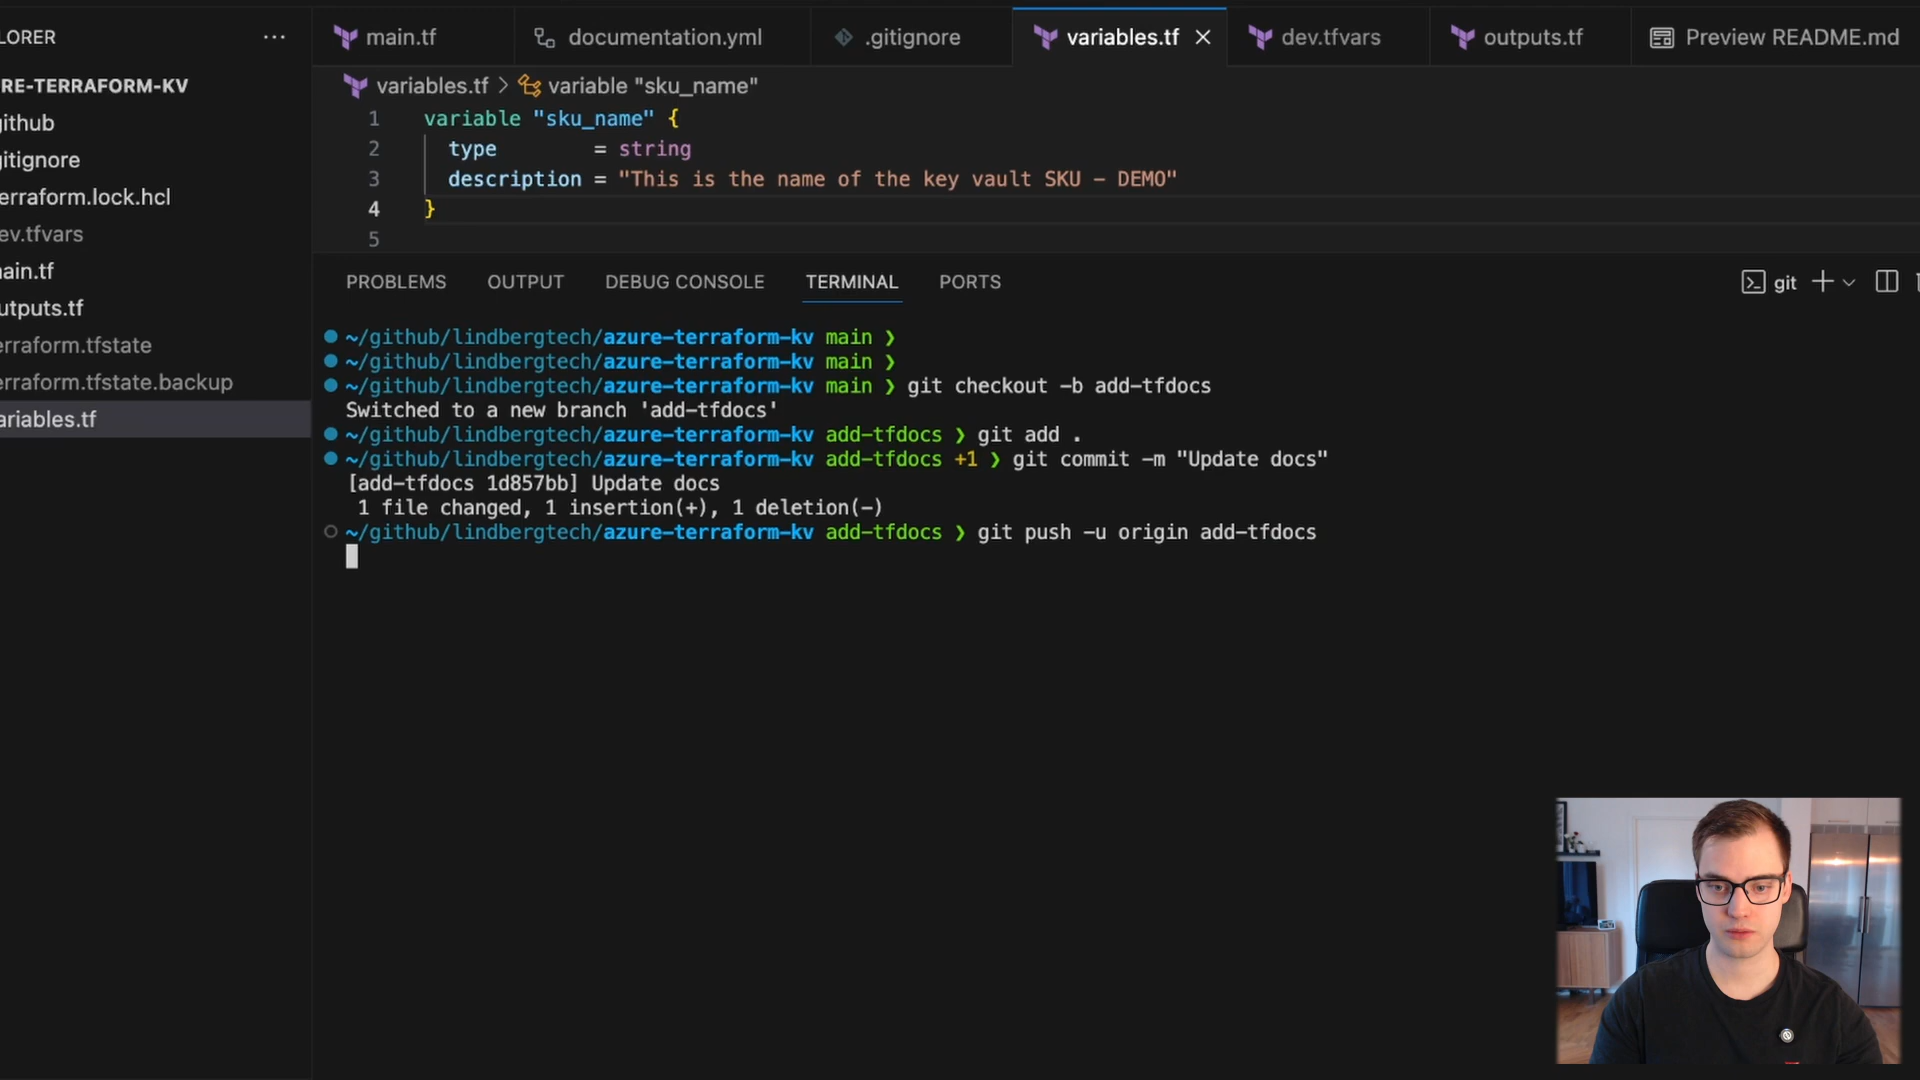 LORER
RE-TERRAFORM-KV
github
gitignore
erraform.lock.hcl
ev.tfvars
ain.tf
utputs.tf
erraform.tfstate
erraform.tfstate.backup
ariables.tf
main.tf documentation.yml .gitignore variables.tf dev.tfvars outputs.tf Preview README.md
variables.tf > variable "sku_name"
1 variable "sku_name" {
2 type = string
3 description = "This is the name of the key vault SKU - DEMO"
4 }
5
PROBLEMS OUTPUT DEBUG CONSOLE TERMINAL PORTS git
~/github/lindbergtech/azure-terraform-kv main ❯
~/github/lindbergtech/azure-terraform-kv main ❯
~/github/lindbergtech/azure-terraform-kv main ❯ git checkout -b add-tfdocs
Switched to a new branch 'add-tfdocs'
~/github/lindbergtech/azure-terraform-kv add-tfdocs ❯ git add .
~/github/lindbergtech/azure-terraform-kv add-tfdocs +1 ❯ git commit -m "Update docs"
[add-tfdocs 1d857bb] Update docs
1 file changed, 1 insertion(+), 1 deletion(-)
~/github/lindbergtech/azure-terraform-kv add-tfdocs ❯ git push -u origin add-tfdocs